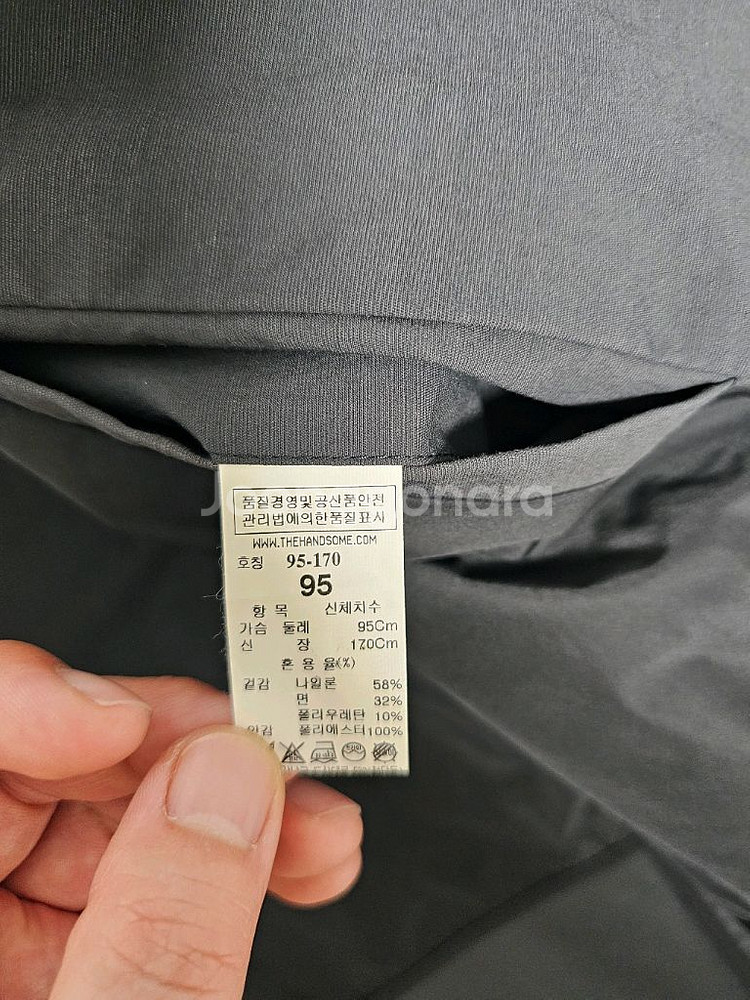 품질경영및공산품안전
관리법에의한품질표시
WWW.THEHANDSOME.COM
호칭 95-170
95
항 목 신체치수
가슴 둘레 95Cm
신 장 170Cm
혼 용 율(%)
겉감 나일론 58%
면 32%
폴리우레탄 10%
안감 폴리에스터 100%